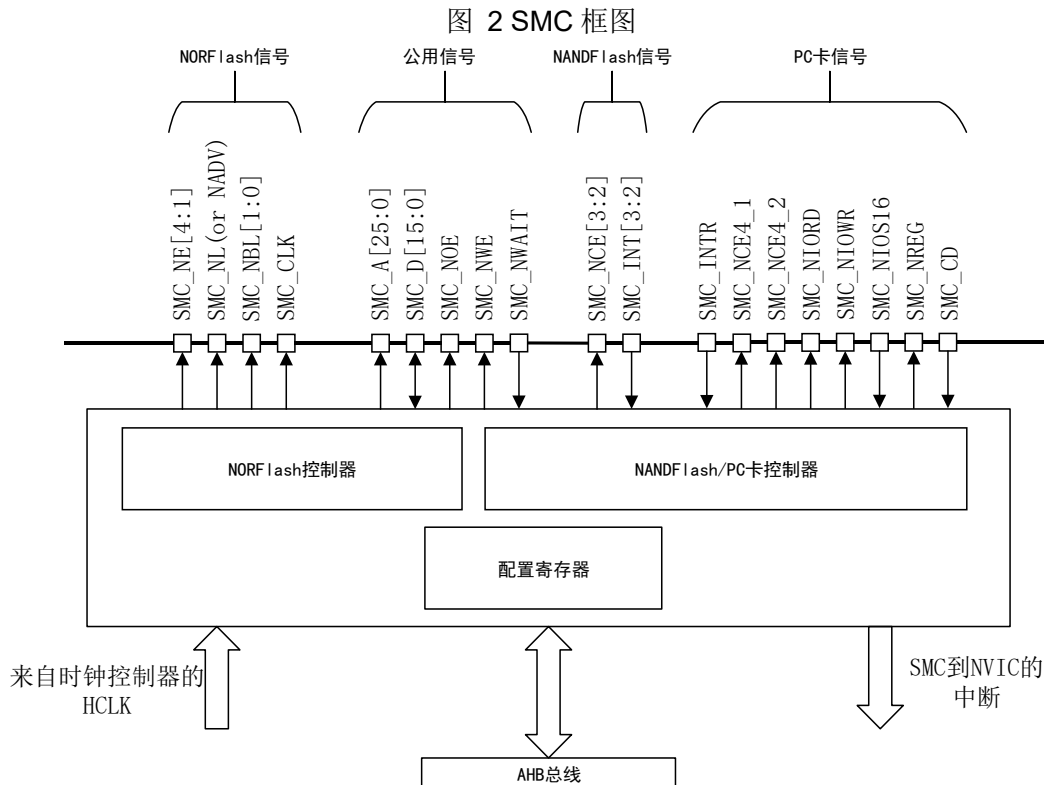 图 2 SMC 框图
NORFlash信号
公用信号
NANDFlash信号
PC卡信号
SMC_NE[4:1]
SMC_NL(or NADV)
SMC_NBL[1:0]
SMC_CLK
SMC_A[25:0]
SMC_D[15:0]
SMC_NOE
SMC_NWE
SMC_NWAIT
SMC_NCE[3:2]
SMC_INT[3:2]
SMC_INTR
SMC_NCE4_1
SMC_NCE4_2
SMC_NIORD
SMC_NIOWR
SMC_NIOS16
SMC_NREG
SMC_CD
NORFlash控制器
NANDFlash/PC卡控制器
配置寄存器
来自时钟控制器的
HCLK
SMC到NVIC的
中断
AHB总线